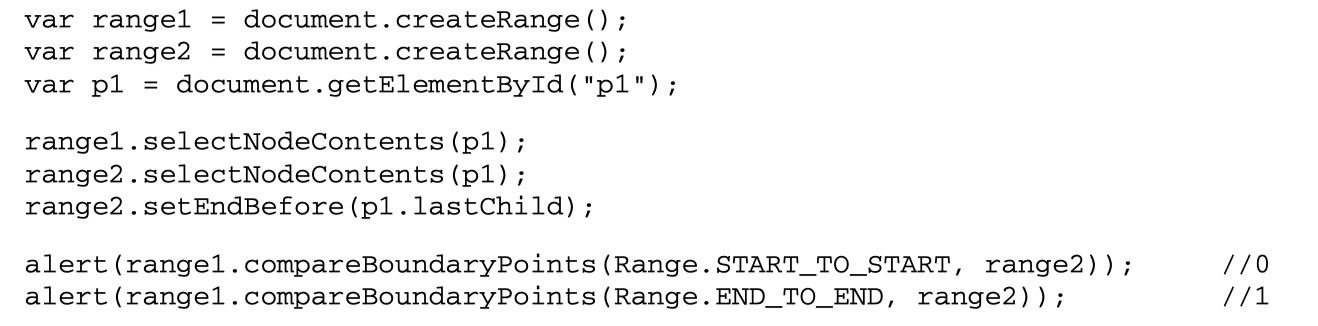 var range1 = document.createRange();
var range2 = document.createRange();
var p1 = document.getElementById("p1");
range1.selectNodeContents(p1);
range2.selectNodeContents(p1);
range2.setEndBefore(p1.lastChild);
alert(range1.compareBoundaryPoints(Range.START_TO_START, range2)); //0
alert(range1.compareBoundaryPoints(Range.END_TO_END, range2)); //1